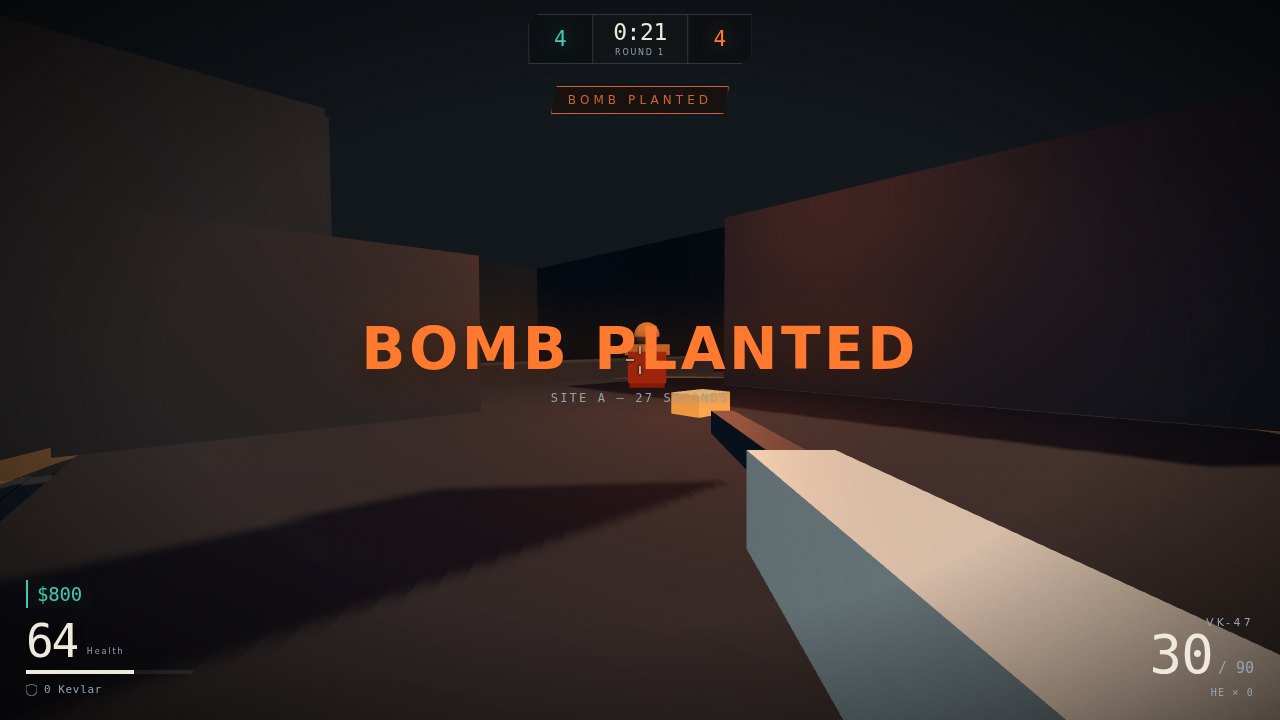 4
0:21
ROUND 1
4
BOMB PLANTED
BOMB PLANTED
SITE A — 27 SECONDS
$800
64 Health
0 Kevlar
VK-47
30 / 90
HE × 0